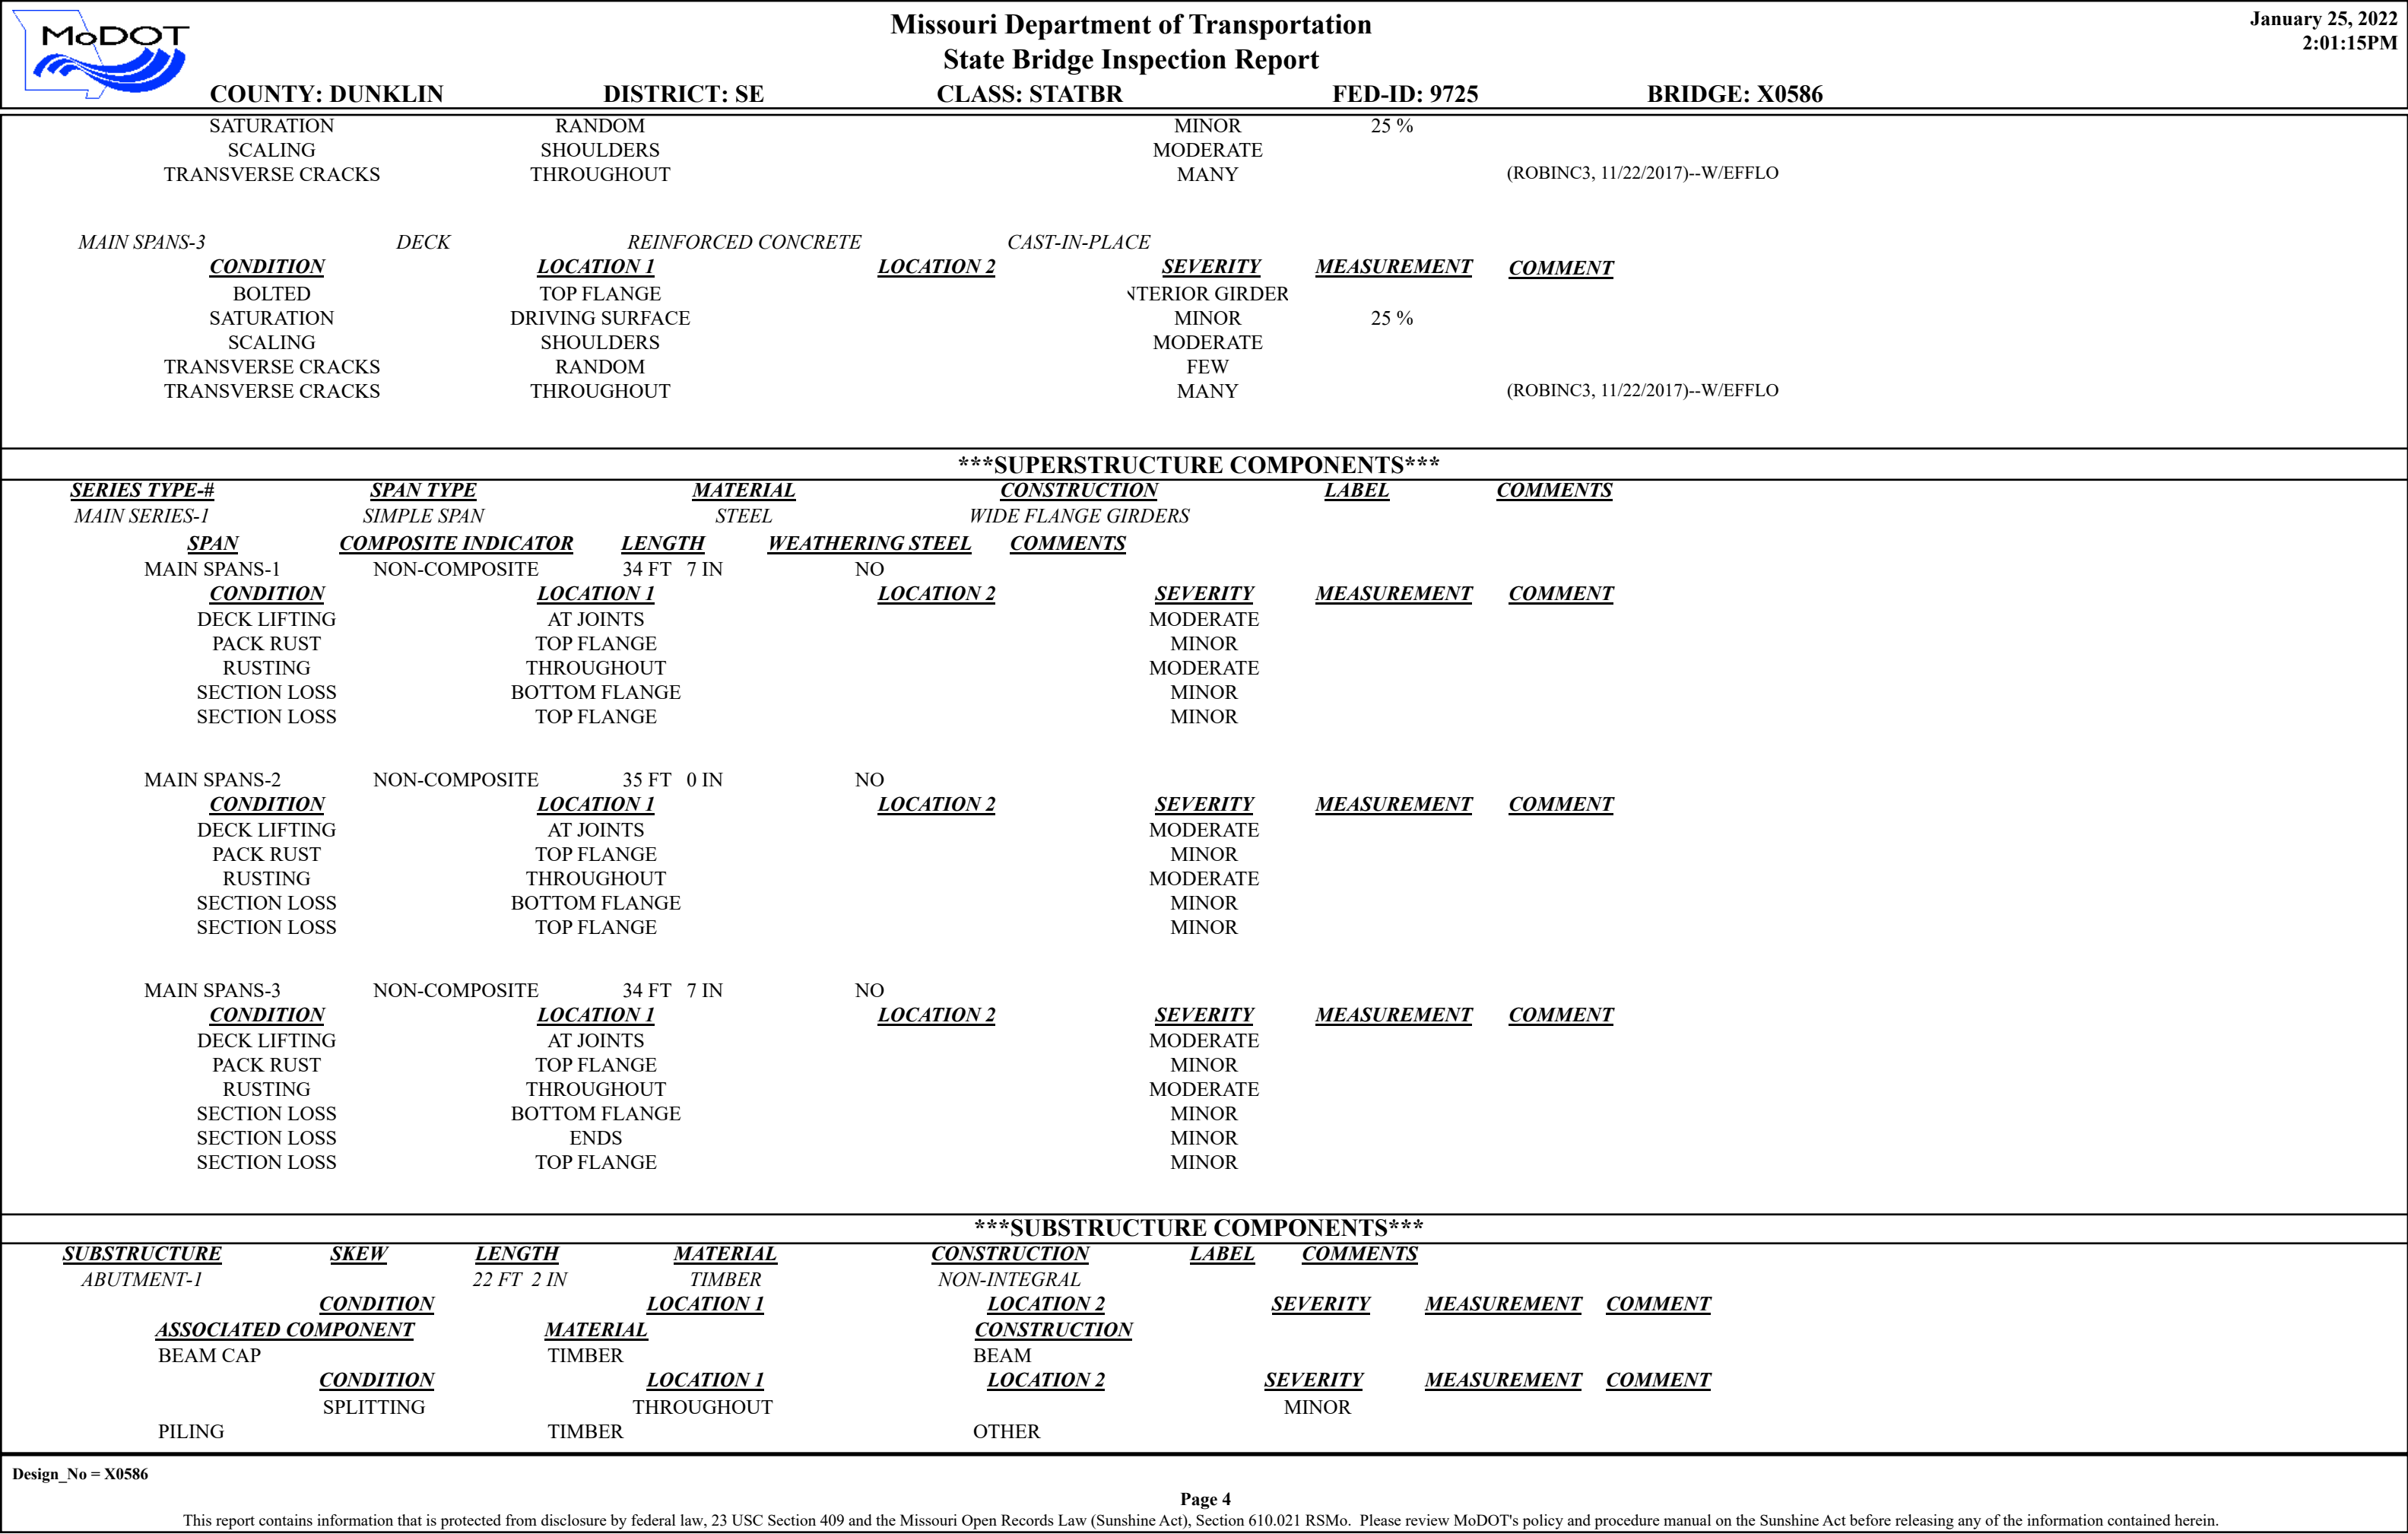 MoDOT
Missouri Department of Transportation
State Bridge Inspection Report
January 25, 2022
2:01:15PM
COUNTY: DUNKLIN DISTRICT: SE CLASS: STATBR FED-ID: 9725 BRIDGE: X0586
SATURATION RANDOM MINOR 25 %
SCALING SHOULDERS MODERATE
TRANSVERSE CRACKS THROUGHOUT MANY (ROBINC3, 11/22/2017)--W/EFFLO
MAIN SPANS-3 DECK REINFORCED CONCRETE CAST-IN-PLACE
CONDITION LOCATION 1 LOCATION 2 SEVERITY MEASUREMENT COMMENT
BOLTED TOP FLANGE NTERIOR GIRDER
SATURATION DRIVING SURFACE MINOR 25 %
SCALING SHOULDERS MODERATE
TRANSVERSE CRACKS RANDOM FEW
TRANSVERSE CRACKS THROUGHOUT MANY (ROBINC3, 11/22/2017)--W/EFFLO
***SUPERSTRUCTURE COMPONENTS***
SERIES TYPE-# SPAN TYPE MATERIAL CONSTRUCTION LABEL COMMENTS
MAIN SERIES-1 SIMPLE SPAN STEEL WIDE FLANGE GIRDERS
SPAN COMPOSITE INDICATOR LENGTH WEATHERING STEEL COMMENTS
MAIN SPANS-1 NON-COMPOSITE 34 FT 7 IN NO
CONDITION LOCATION 1 LOCATION 2 SEVERITY MEASUREMENT COMMENT
DECK LIFTING AT JOINTS MODERATE
PACK RUST TOP FLANGE MINOR
RUSTING THROUGHOUT MODERATE
SECTION LOSS BOTTOM FLANGE MINOR
SECTION LOSS TOP FLANGE MINOR
MAIN SPANS-2 NON-COMPOSITE 35 FT 0 IN NO
CONDITION LOCATION 1 LOCATION 2 SEVERITY MEASUREMENT COMMENT
DECK LIFTING AT JOINTS MODERATE
PACK RUST TOP FLANGE MINOR
RUSTING THROUGHOUT MODERATE
SECTION LOSS BOTTOM FLANGE MINOR
SECTION LOSS TOP FLANGE MINOR
MAIN SPANS-3 NON-COMPOSITE 34 FT 7 IN NO
CONDITION LOCATION 1 LOCATION 2 SEVERITY MEASUREMENT COMMENT
DECK LIFTING AT JOINTS MODERATE
PACK RUST TOP FLANGE MINOR
RUSTING THROUGHOUT MODERATE
SECTION LOSS BOTTOM FLANGE MINOR
SECTION LOSS ENDS MINOR
SECTION LOSS TOP FLANGE MINOR
***SUBSTRUCTURE COMPONENTS***
SUBSTRUCTURE SKEW LENGTH MATERIAL CONSTRUCTION LABEL COMMENTS
ABUTMENT-1 22 FT 2 IN TIMBER NON-INTEGRAL
CONDITION LOCATION 1 LOCATION 2 SEVERITY MEASUREMENT COMMENT
ASSOCIATED COMPONENT MATERIAL CONSTRUCTION
BEAM CAP TIMBER BEAM
CONDITION LOCATION 1 LOCATION 2 SEVERITY MEASUREMENT COMMENT
SPLITTING THROUGHOUT MINOR
PILING TIMBER OTHER
Design_No = X0586
Page 4
This report contains information that is protected from disclosure by federal law, 23 USC Section 409 and the Missouri Open Records Law (Sunshine Act), Section 610.021 RSMo. Please review MoDOT's policy and procedure manual on the Sunshine Act before releasing any of the information contained herein.